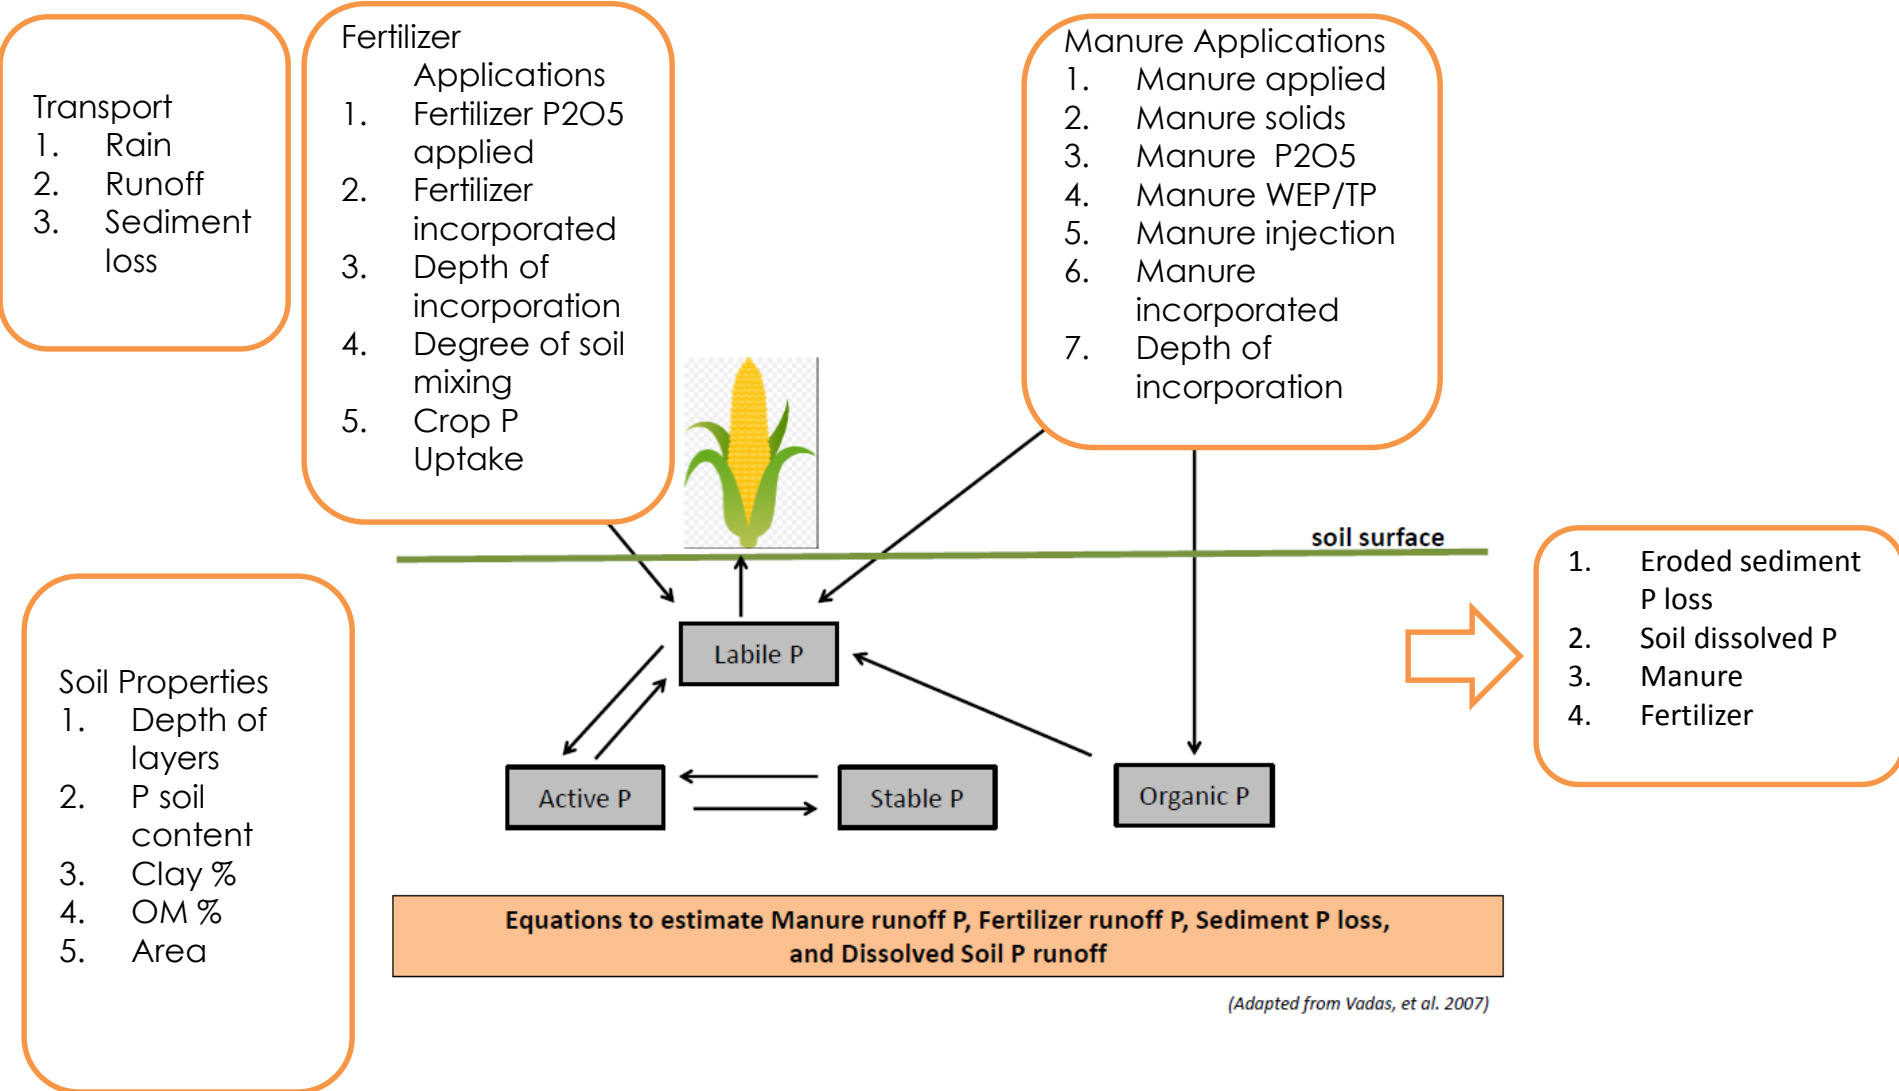 Transport
1. Rain
2. Runoff
3. Sediment
loss
Fertilizer
Applications
1. Fertilizer P2O5
applied
2. Fertilizer
incorporated
3. Depth of
incorporation
4. Degree of soil
mixing
5. Crop P
Uptake
Manure Applications
1. Manure applied
2. Manure solids
3. Manure P2O5
4. Manure WEP/TP
5. Manure injection
6. Manure
incorporated
7. Depth of
incorporation
soil surface
1. Eroded sediment
P loss
2. Soil dissolved P
3. Manure
4. Fertilizer
Soil Properties
1. Depth of
layers
2. P soil
content
3. Clay %
4. OM %
5. Area
Labile P
Active P
Stable P
Organic P
Equations to estimate Manure runoff P, Fertilizer runoff P, Sediment P loss,
and Dissolved Soil P runoff
(Adapted from Vadas, et al. 2007)